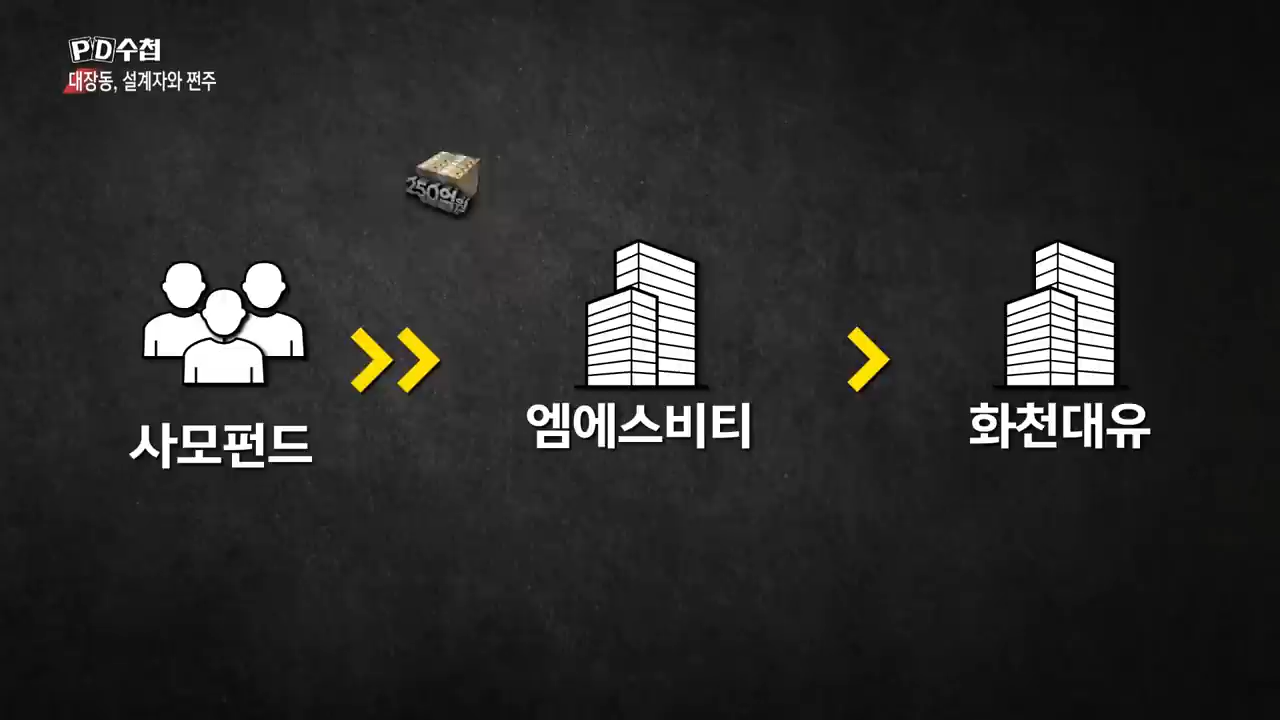 PD수첩
대장동, 설계자와 쩐주
250억원
사모펀드
엠에스비티
화천대유